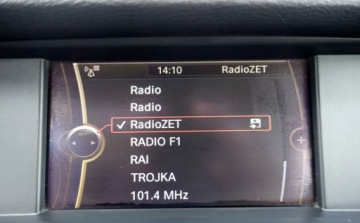 14:10 RadioZET
Radio
Radio
RadioZET
RADIO F1
RAI
TROJKA
101.4 MHz